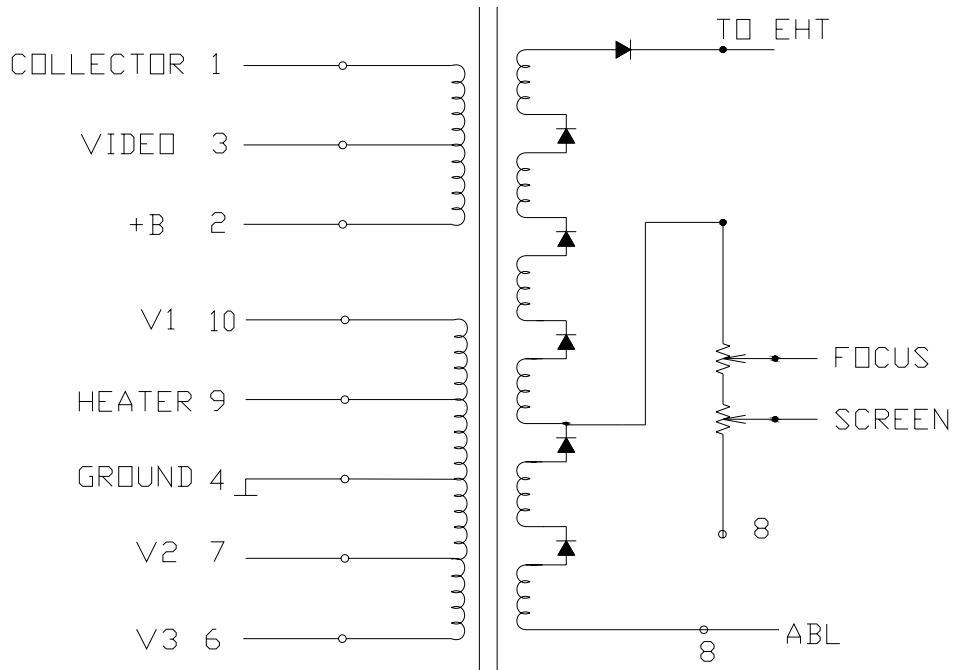 TO EHT
COLLECTOR 1
VIDEO 3
+B 2
V1 10
FOCUS
HEATER 9
SCREEN
GROUND 4
8
V2 7
V3 6
ABL
8